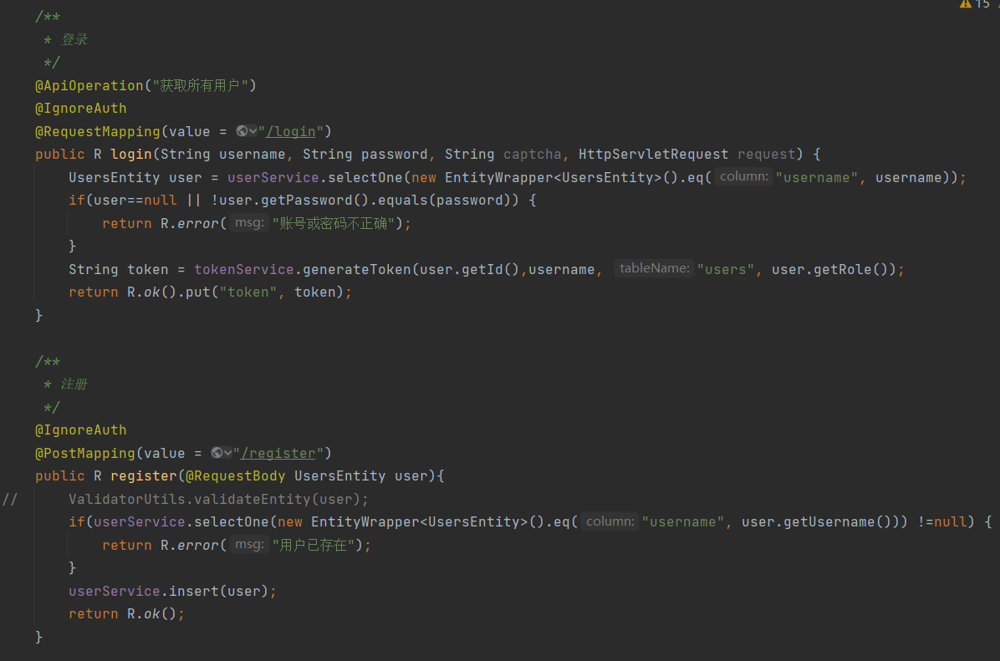 15
/**
* 登录
*/
@ApiOperation("获取所有用户")
@IgnoreAuth
@RequestMapping(value = "/login")
public R login(String username, String password, String captcha, HttpServletRequest request) {
UsersEntity user = userService.selectOne(new EntityWrapper<UsersEntity>().eq( column: "username", username));
if(user==null || !user.getPassword().equals(password)) {
return R.error( msg: "账号或密码不正确");
}
String token = tokenService.generateToken(user.getId(),username, tableName: "users", user.getRole());
return R.ok().put("token", token);
}
/**
* 注册
*/
@IgnoreAuth
@PostMapping(value = "/register")
public R register(@RequestBody UsersEntity user){
// ValidatorUtils.validateEntity(user);
if(userService.selectOne(new EntityWrapper<UsersEntity>().eq( column: "username", user.getUsername())) !=null) {
return R.error( msg: "用户已存在");
}
userService.insert(user);
return R.ok();
}